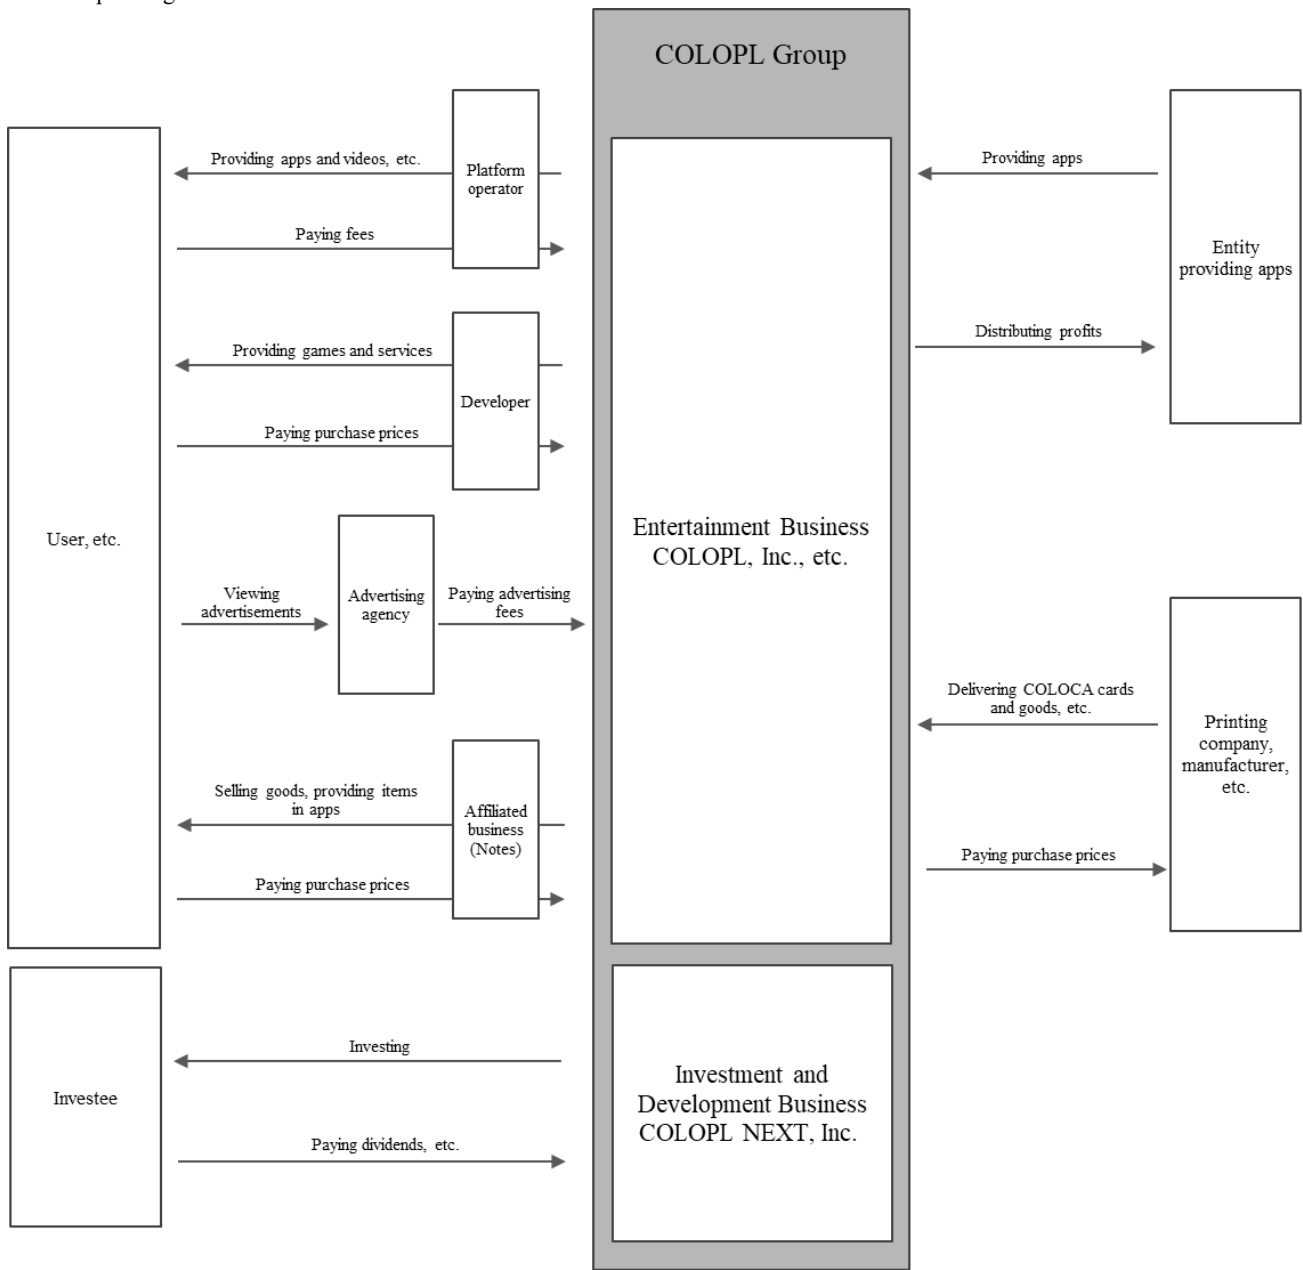 COLOPL Group
Providing apps and videos, etc.
Platform
operator
Paying fees
Providing apps
Entity
providing apps
Distributing profits
Providing games and services
Developer
Paying purchase prices
User, etc.
Entertainment Business
COLOPL, Inc., etc.
Viewing
advertisements
Advertising
agency
Paying advertising
fees
Delivering COLOCA cards
and goods, etc.
Printing
company,
manufacturer,
etc.
Paying purchase prices
Selling goods, providing items
in apps
Affiliated
business
(Notes)
Paying purchase prices
Investee
Investing
Paying dividends, etc.
Investment and
Development Business
COLOPL NEXT, Inc.